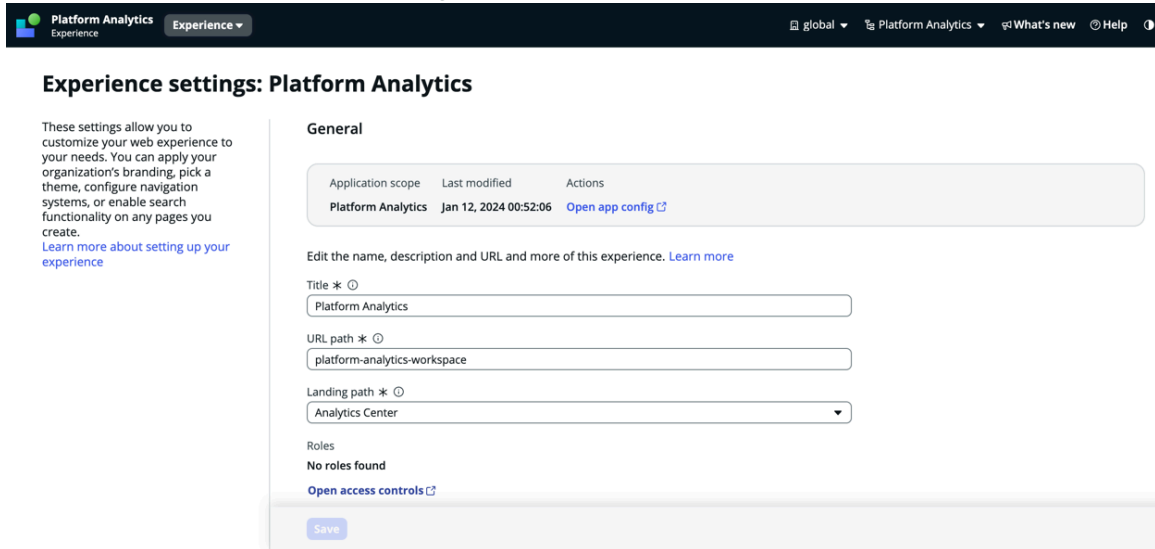 Platform Analytics
Experience
Experience
global
Platform Analytics
What's new
Help
Experience settings: Platform Analytics
These settings allow you to
customize your web experience to
your needs. You can apply your
organization's branding, pick a
theme, configure navigation
systems, or enable search
functionality on any pages you
create.
Learn more about setting up your
experience
General
Application scope Last modified Actions
Platform Analytics Jan 12, 2024 00:52:06 Open app config
Edit the name, description and URL and more of this experience. Learn more
Title *
Platform Analytics
URL path *
platform-analytics-workspace
Landing path *
Analytics Center
Roles
No roles found
Open access controls
Save